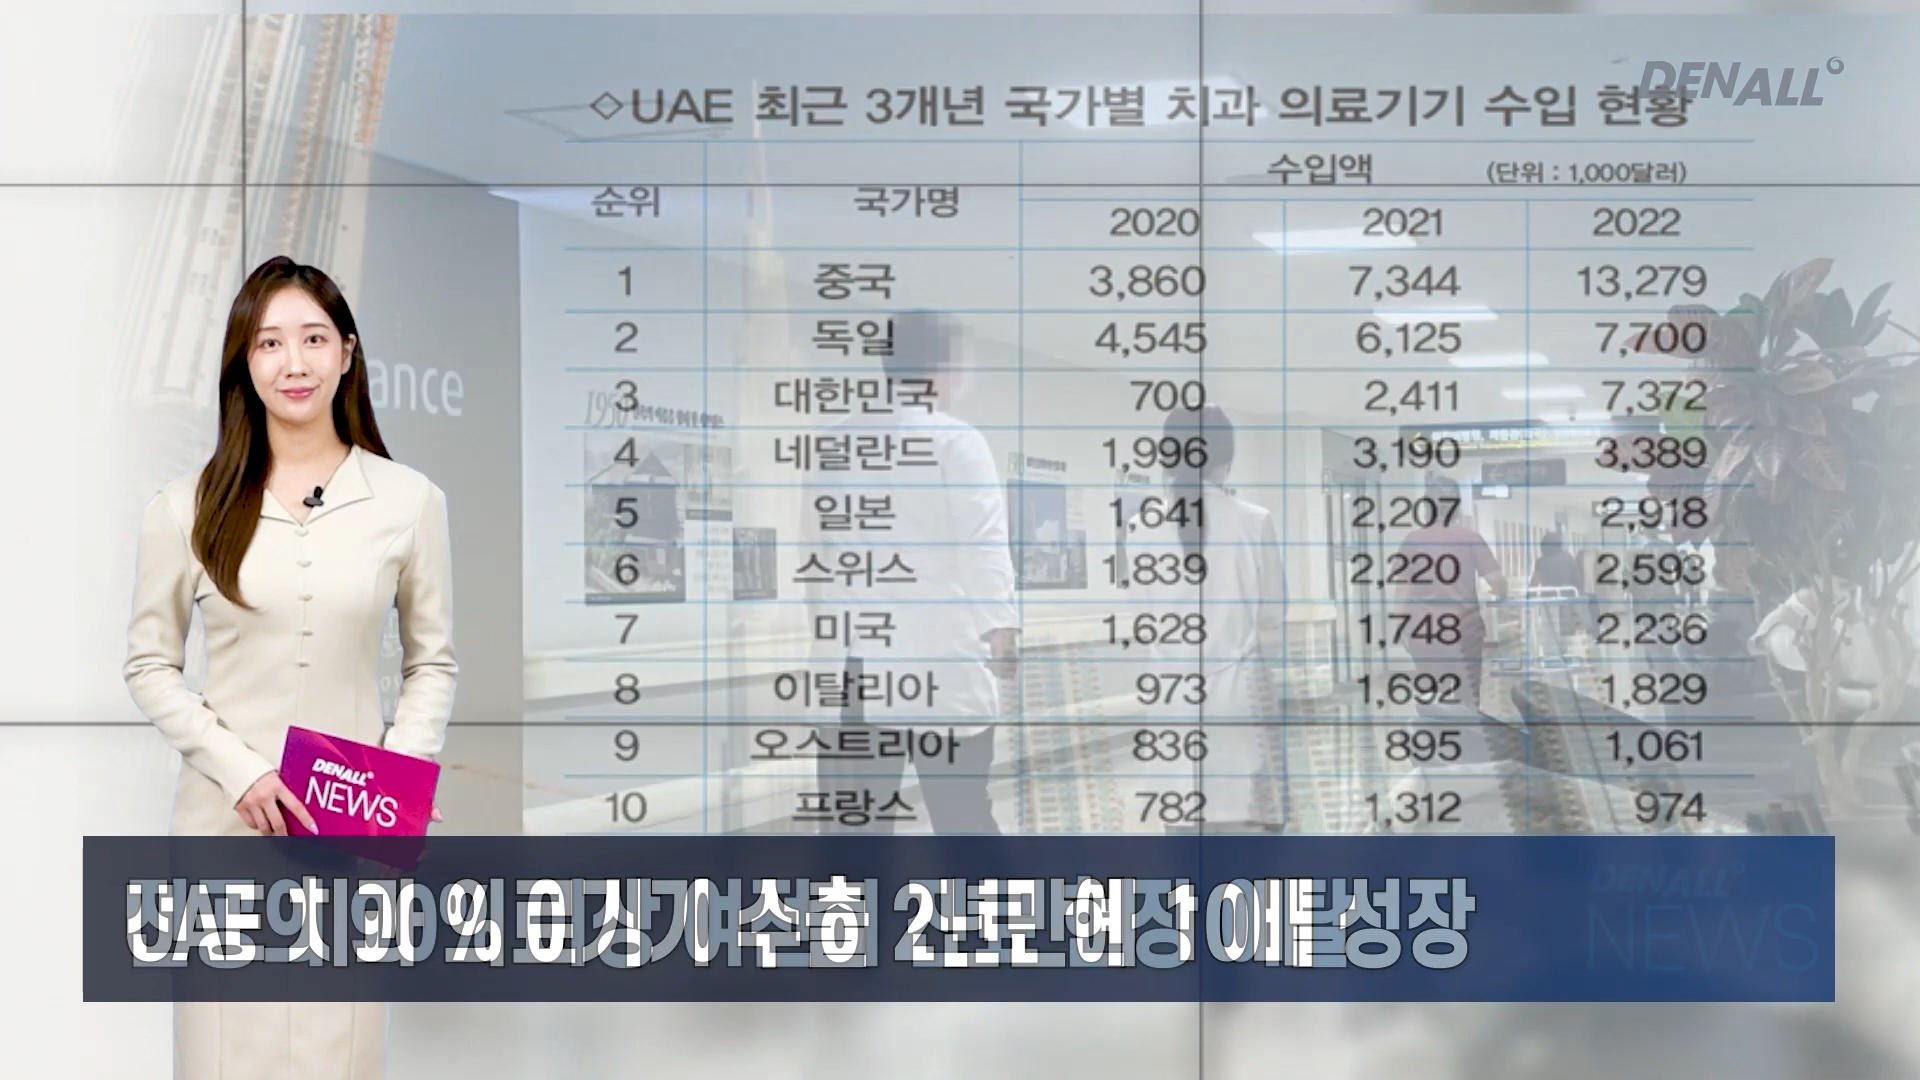 DENALL
◇UAE 최근 3개년 국가별 치과 의료기기 수입 현황
순위 국가명 수입액 (단위 : 1,000달러)
2020 2021 2022
1 중국 3,860 7,344 13,279
2 독일 4,545 6,125 7,700
3 대한민국 700 2,411 7,372
4 네덜란드 1,996 3,190 3,389
5 일본 1,641 2,207 2,918
6 스위스 1,839 2,220 2,593
7 미국 1,628 1,748 2,236
8 이탈리아 973 1,692 1,829
9 오스트리아 836 895 1,061
10 프랑스 782 1,312 974
ance
1950
DENALL
NEWS
DENALL
NEWS